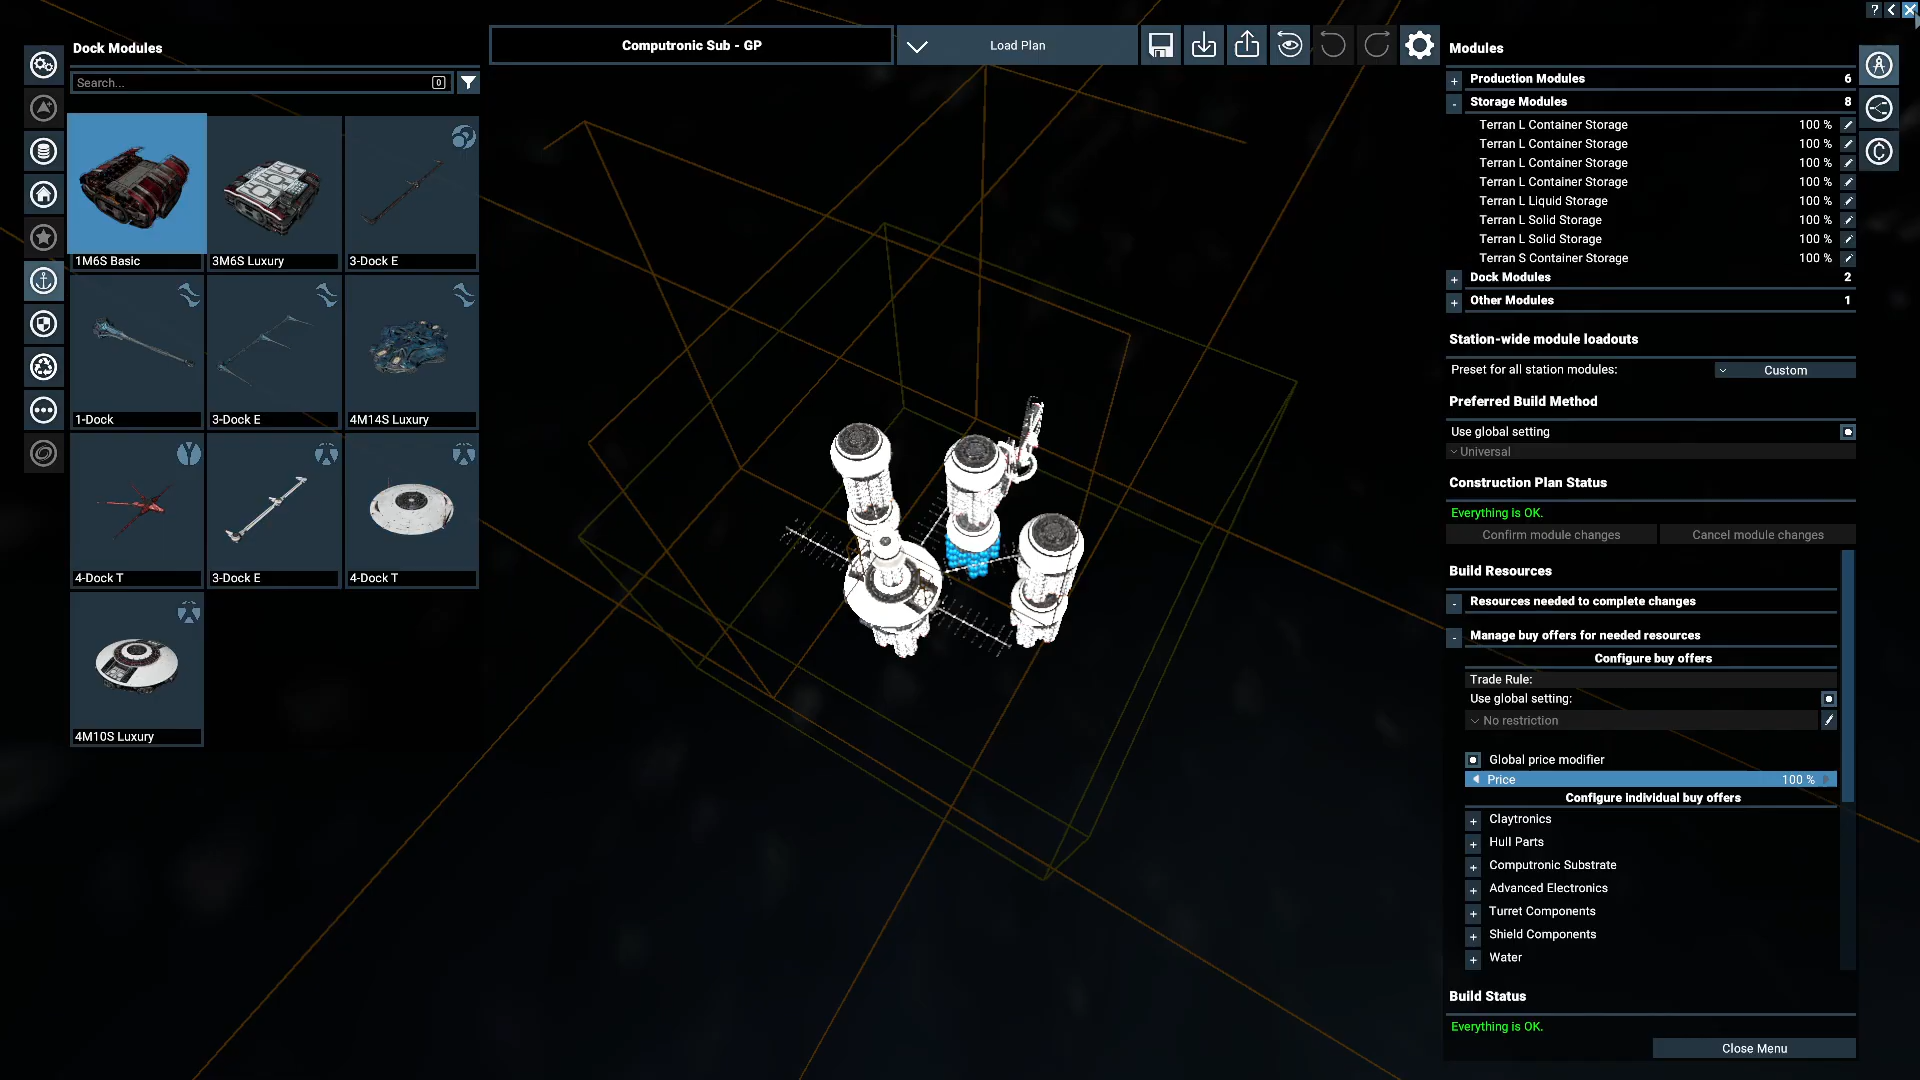 ?
Dock Modules
Search...
0
1M6S Basic
3M6S Luxury
3-Dock E
1-Dock
3-Dock E
4M14S Luxury
4-Dock T
3-Dock E
4-Dock T
4M10S Luxury
Computronic Sub - GP
Load Plan
Modules
+ Production Modules 6
- Storage Modules 8
Terran L Container Storage 100 %
Terran L Container Storage 100 %
Terran L Container Storage 100 %
Terran L Container Storage 100 %
Terran L Liquid Storage 100 %
Terran L Solid Storage 100 %
Terran L Solid Storage 100 %
Terran S Container Storage 100 %
+ Dock Modules 2
+ Other Modules 1
Station-wide module loadouts
Preset for all station modules: Custom
Preferred Build Method
Use global setting
Universal
Construction Plan Status
Everything is OK.
Confirm module changes Cancel module changes
Build Resources
- Resources needed to complete changes
- Manage buy offers for needed resources
Configure buy offers
Trade Rule:
Use global setting:
No restriction
Global price modifier
Price 100 %
Configure individual buy offers
+ Claytronics
+ Hull Parts
+ Computronic Substrate
+ Advanced Electronics
+ Turret Components
+ Shield Components
+ Water
Build Status
Everything is OK.
Close Menu